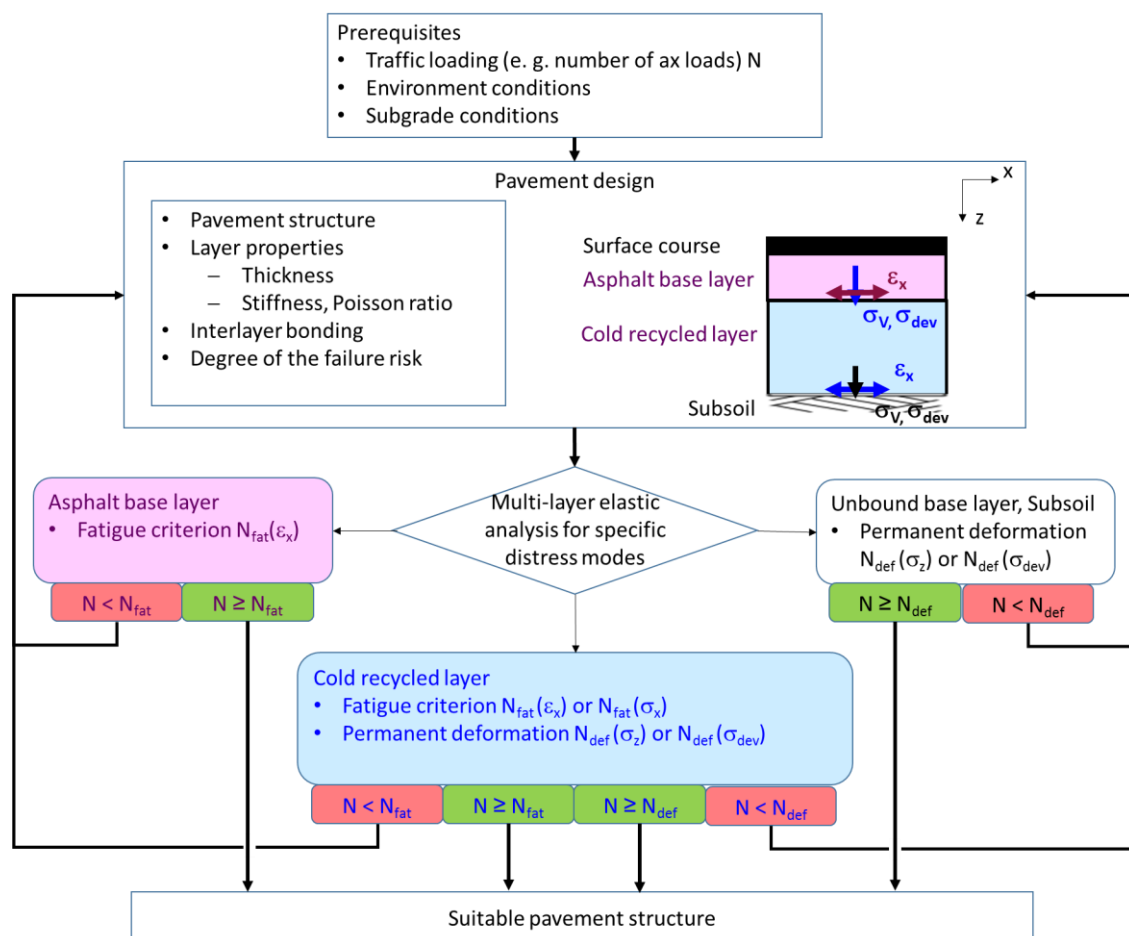 Prerequisites
• Traffic loading (e. g. number of ax loads) N
• Environment conditions
• Subgrade conditions
Pavement design
x
z
• Pavement structure
• Layer properties
– Thickness
– Stiffness, Poisson ratio
• Interlayer bonding
• Degree of the failure risk
Surface course
Asphalt base layer
εx
σV, σdev
Cold recycled layer
εx
Subsoil
σV, σdev
Multi-layer elastic
analysis for specific
distress modes
Asphalt base layer
• Fatigue criterion Nfat(εx)
N < Nfat
N ≥ Nfat
Unbound base layer, Subsoil
• Permanent deformation
Ndef(σz) or Ndef(σdev)
N ≥ Ndef
N < Ndef
Cold recycled layer
• Fatigue criterion Nfat(εx) or Nfat(σx)
• Permanent deformation Ndef(σz) or Ndef(σdev)
N < Nfat
N ≥ Nfat
N ≥ Ndef
N < Ndef
Suitable pavement structure